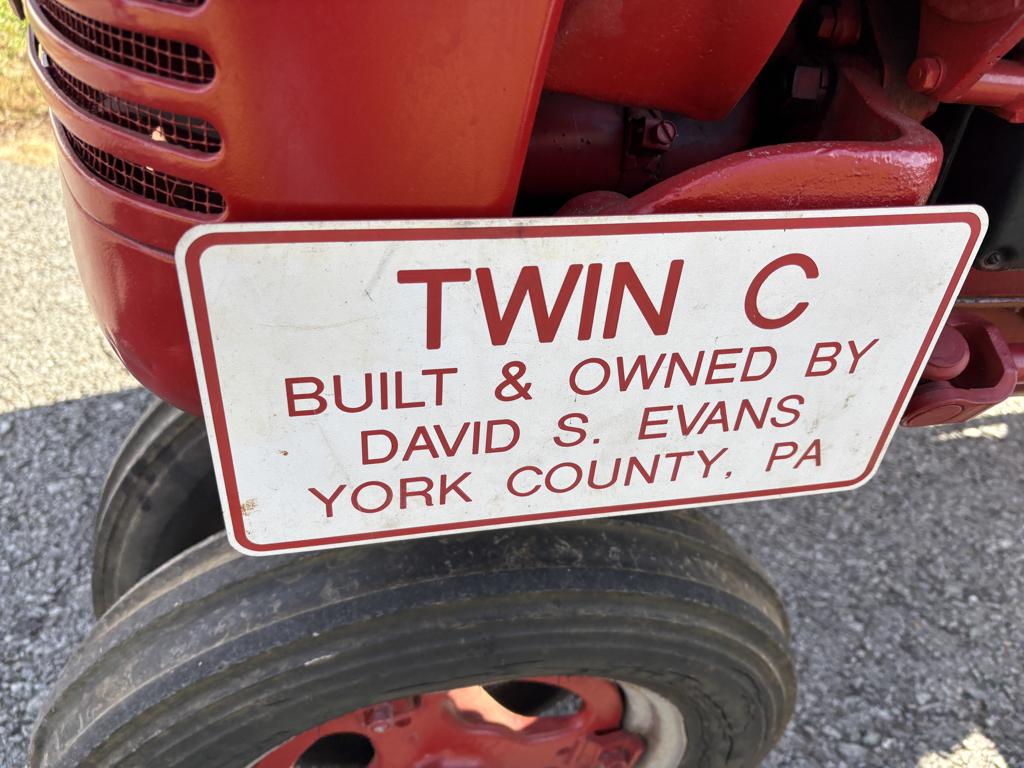 TWIN C
BUILT & OWNED BY
DAVID S. EVANS
YORK COUNTY, PA